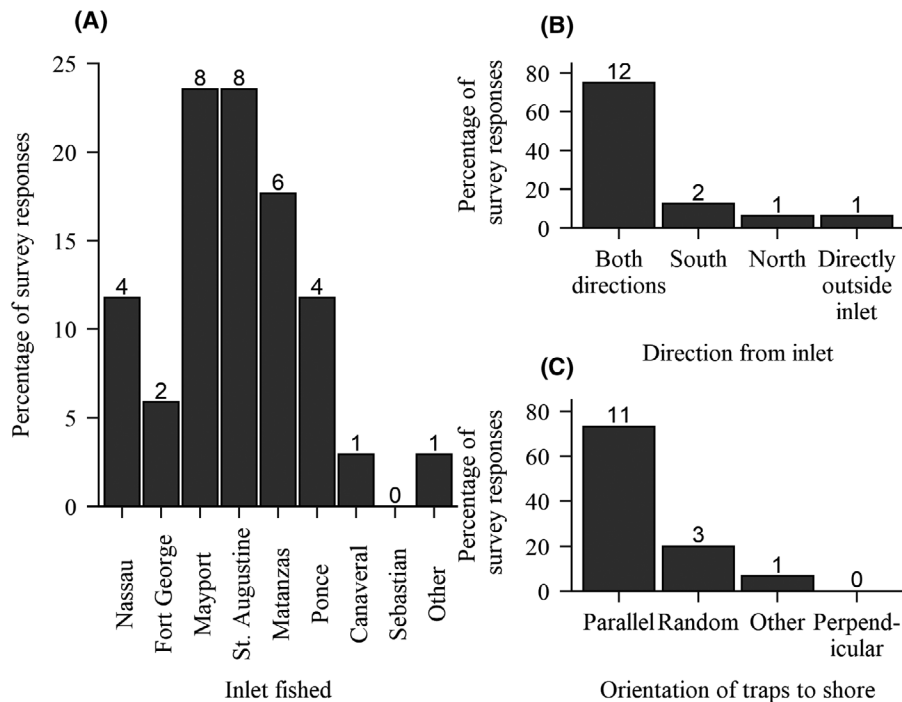 (A)
Percentage of survey responses
25
20
15
10
5
0
4
2
8
8
6
4
1
0
1
Nassau
Fort George
Mayport
St. Augustine
Matanzas
Ponce
Canaveral
Sebastian
Other
Inlet fished
(B)
Percentage of
survey responses
80
60
40
20
0
12
2
1
1
Both
directions
South
North
Directly
outside
inlet
Direction from inlet
(C)
Percentage of
survey responses
80
60
40
20
0
11
3
1
0
Parallel
Random
Other
Perpend-
icular
Orientation of traps to shore